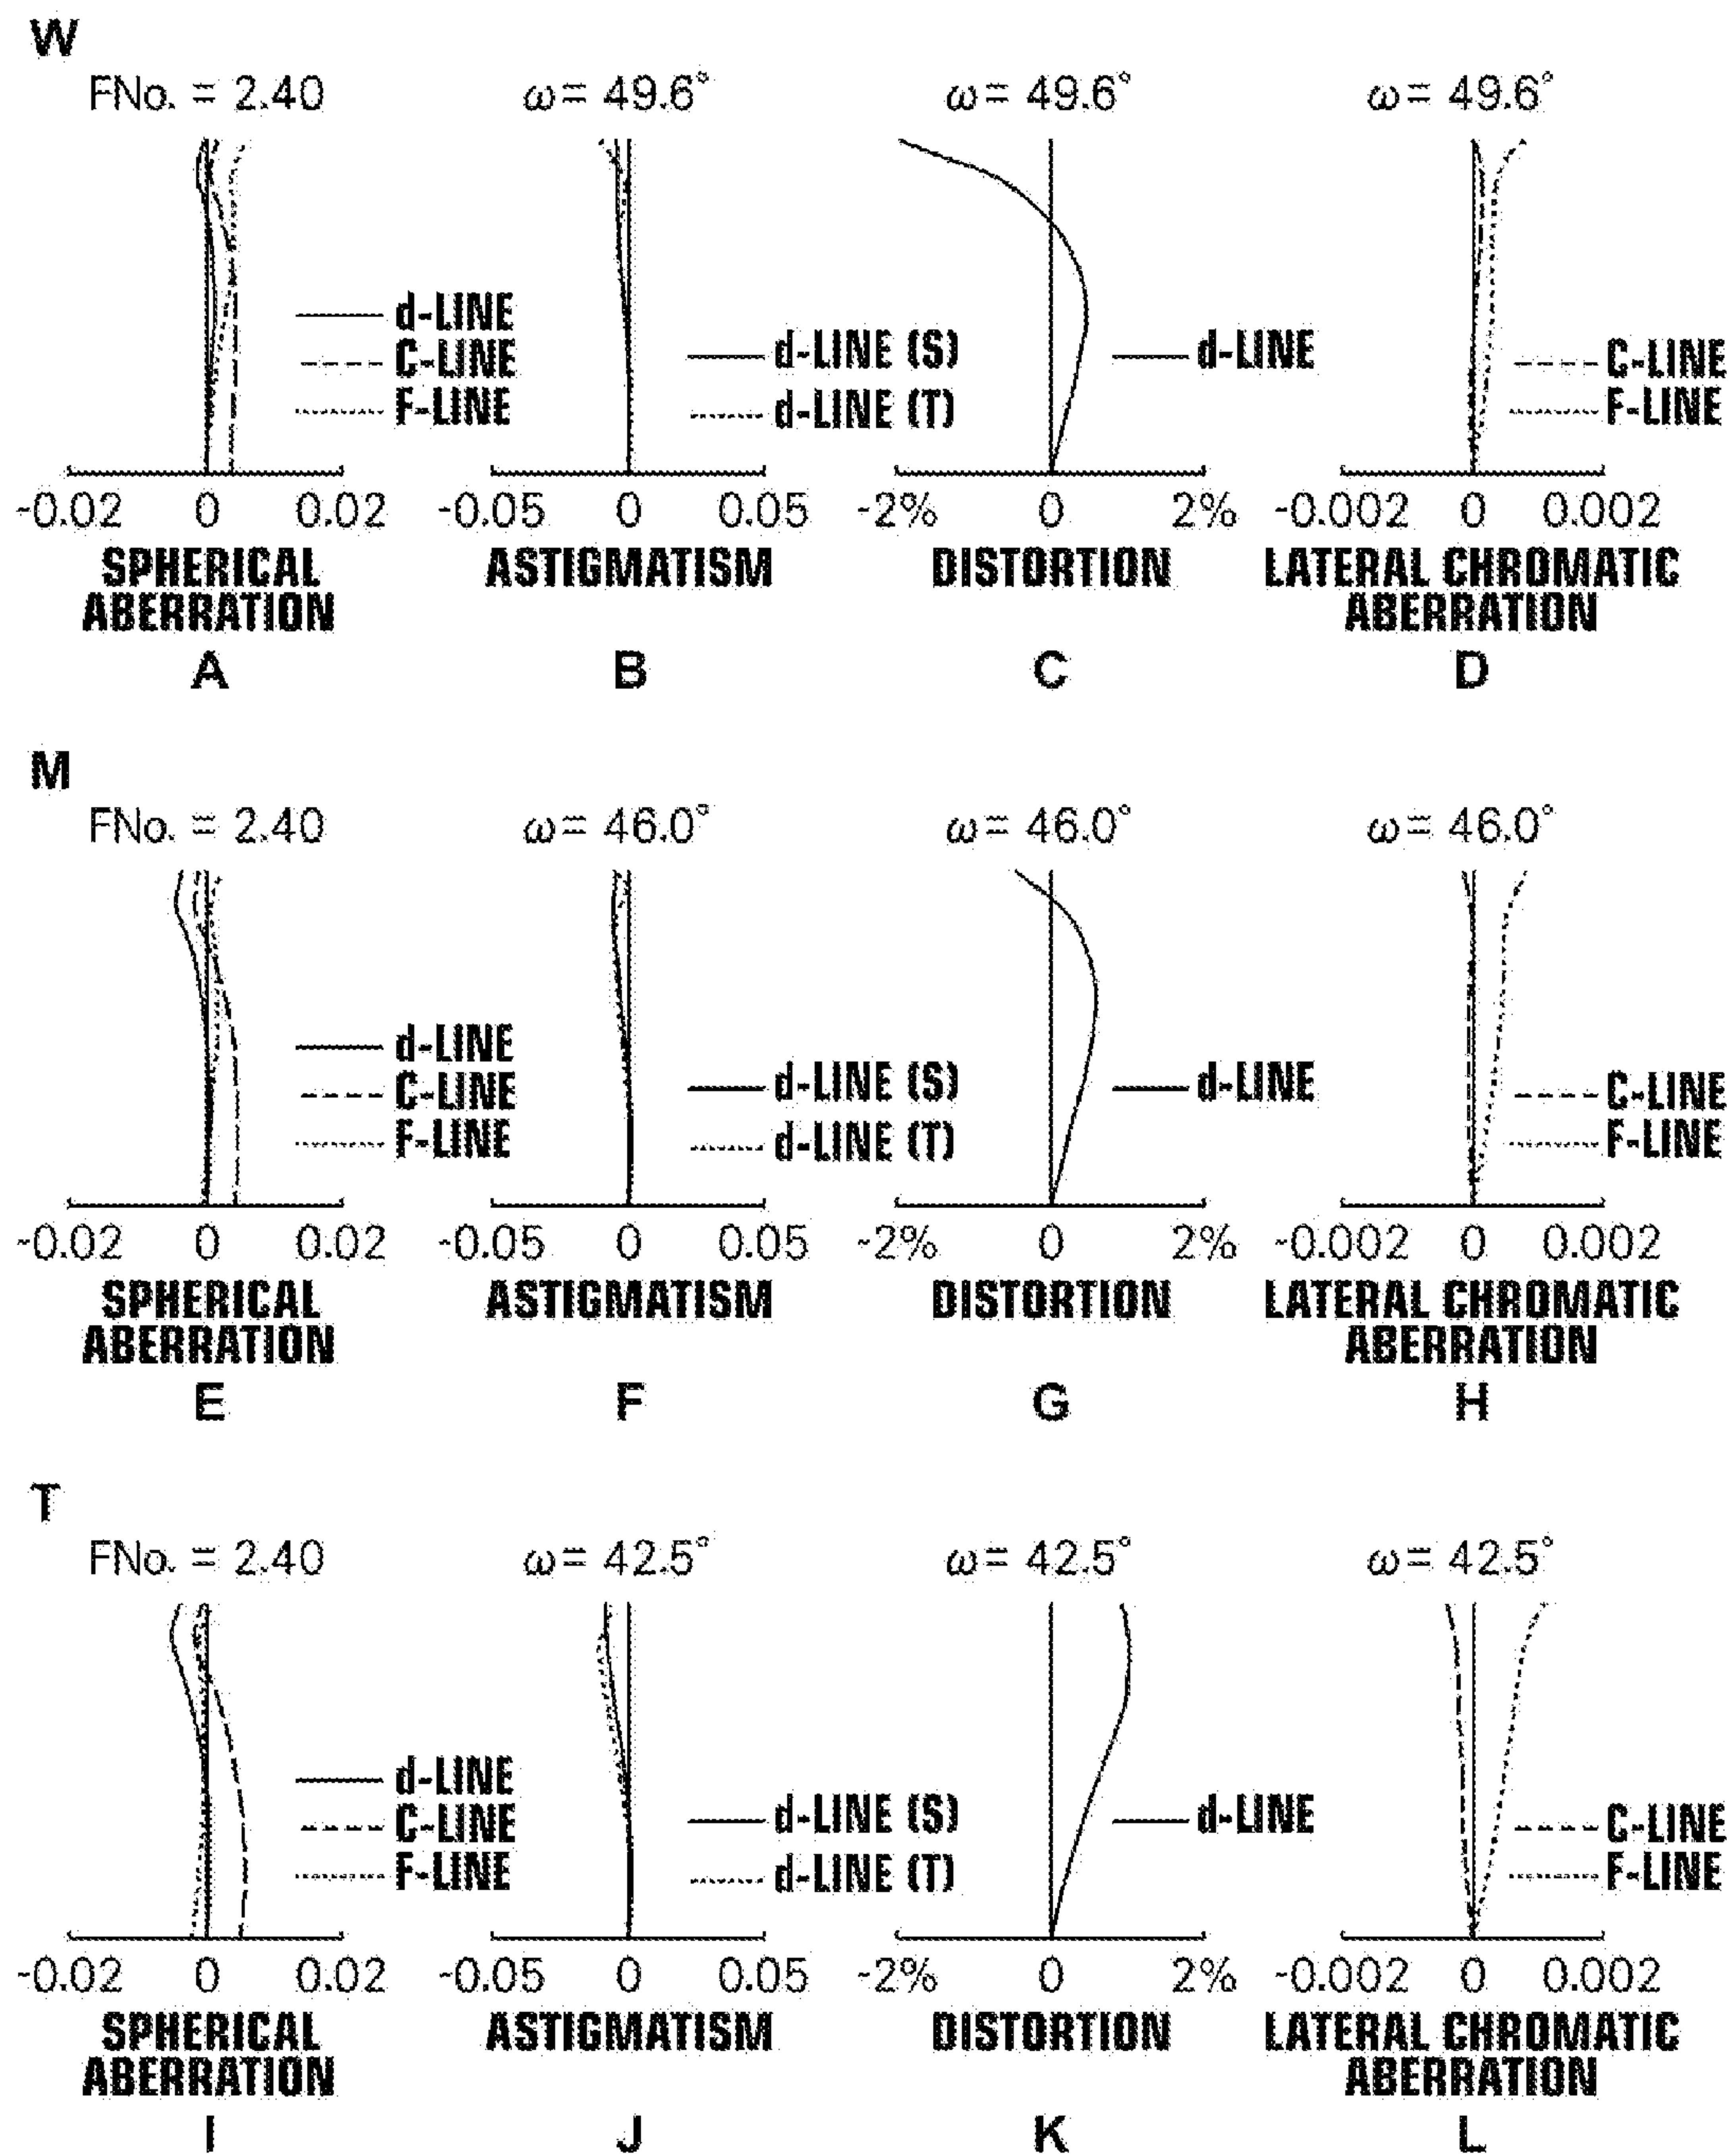 W
FNo. = 2.40
ω = 49.6°
ω = 49.6°
ω = 49.6°
d-LINE
C-LINE
F-LINE
d-LINE (S)
d-LINE (T)
d-LINE
C-LINE
F-LINE
-0.02 0 0.02
-0.05 0 0.05
-2% 0 2%
-0.002 0 0.002
SPHERICAL
ABERRATION
ASTIGMATISM
DISTORTION
LATERAL CHROMATIC
ABERRATION
A
B
C
D
M
FNo. = 2.40
ω = 46.0°
ω = 46.0°
ω = 46.0°
d-LINE
C-LINE
F-LINE
d-LINE (S)
d-LINE (T)
d-LINE
C-LINE
F-LINE
-0.02 0 0.02
-0.05 0 0.05
-2% 0 2%
-0.002 0 0.002
SPHERICAL
ABERRATION
ASTIGMATISM
DISTORTION
LATERAL CHROMATIC
ABERRATION
E
F
G
H
T
FNo. = 2.40
ω = 42.5°
ω = 42.5°
ω = 42.5°
d-LINE
C-LINE
F-LINE
d-LINE (S)
d-LINE (T)
d-LINE
C-LINE
F-LINE
-0.02 0 0.02
-0.05 0 0.05
-2% 0 2%
-0.002 0 0.002
SPHERICAL
ABERRATION
ASTIGMATISM
DISTORTION
LATERAL CHROMATIC
ABERRATION
I
J
K
L